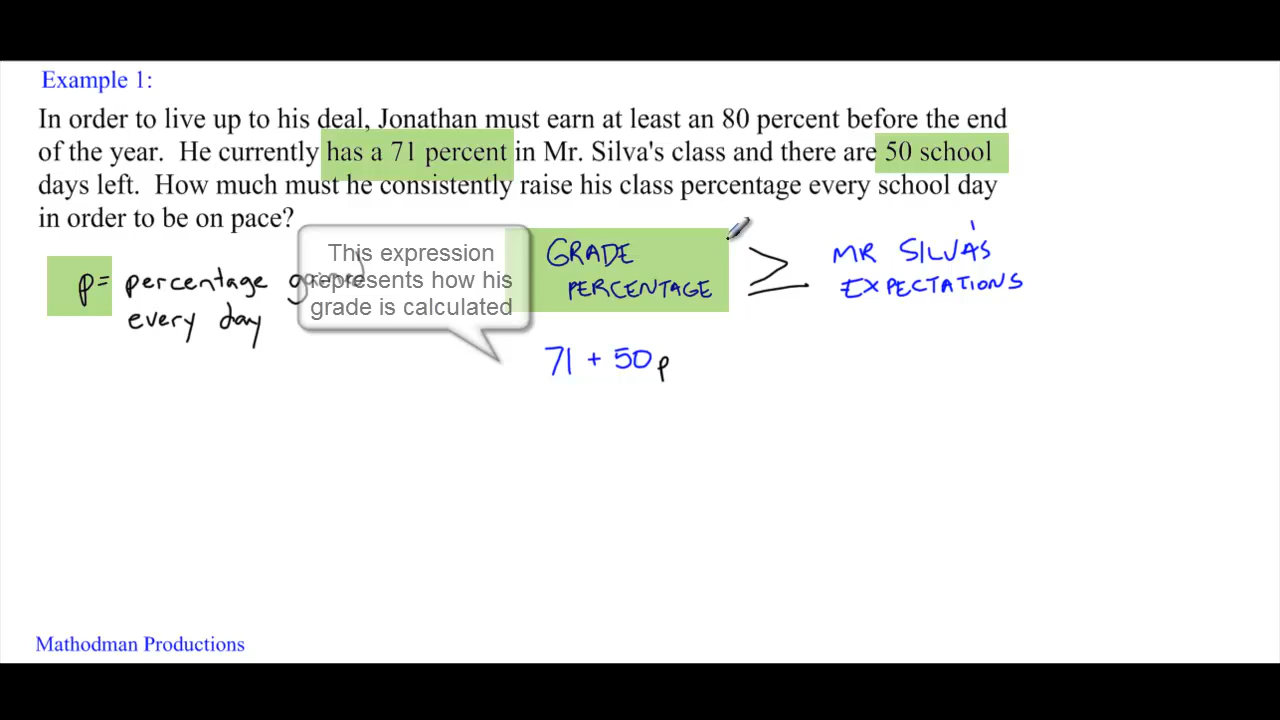 Example 1:
In order to live up to his deal, Jonathan must earn at least an 80 percent before the end
of the year. He currently has a 71 percent in Mr. Silva's class and there are 50 school
days left. How much must he consistently raise his class percentage every school day
in order to be on pace?
p= percentage gained
every day
This expression
represents how his
grade is calculated
GRADE
PERCENTAGE
≥
MR SILVA'S
EXPECTATIONS
71 + 50p
Mathodman Productions